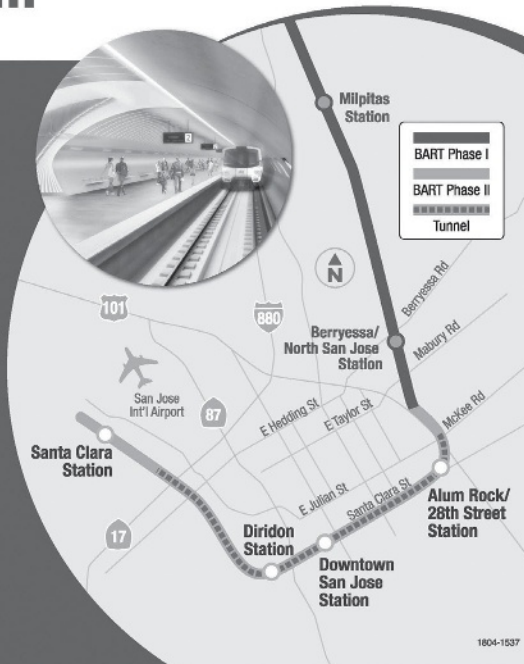 Milpitas
Station
BART Phase I
BART Phase II
Tunnel
N
101
880
Berryessa Rd
Berryessa/
North San Jose
Station
Mabury Rd
San Jose
Int'l Airport
87
E Hedding St
E Taylor St
McKee Rd
Santa Clara
Station
E Julian St
Santa Clara St
Alum Rock/
28th Street
Station
17
Diridon
Station
Downtown
San Jose
Station
1804-1537